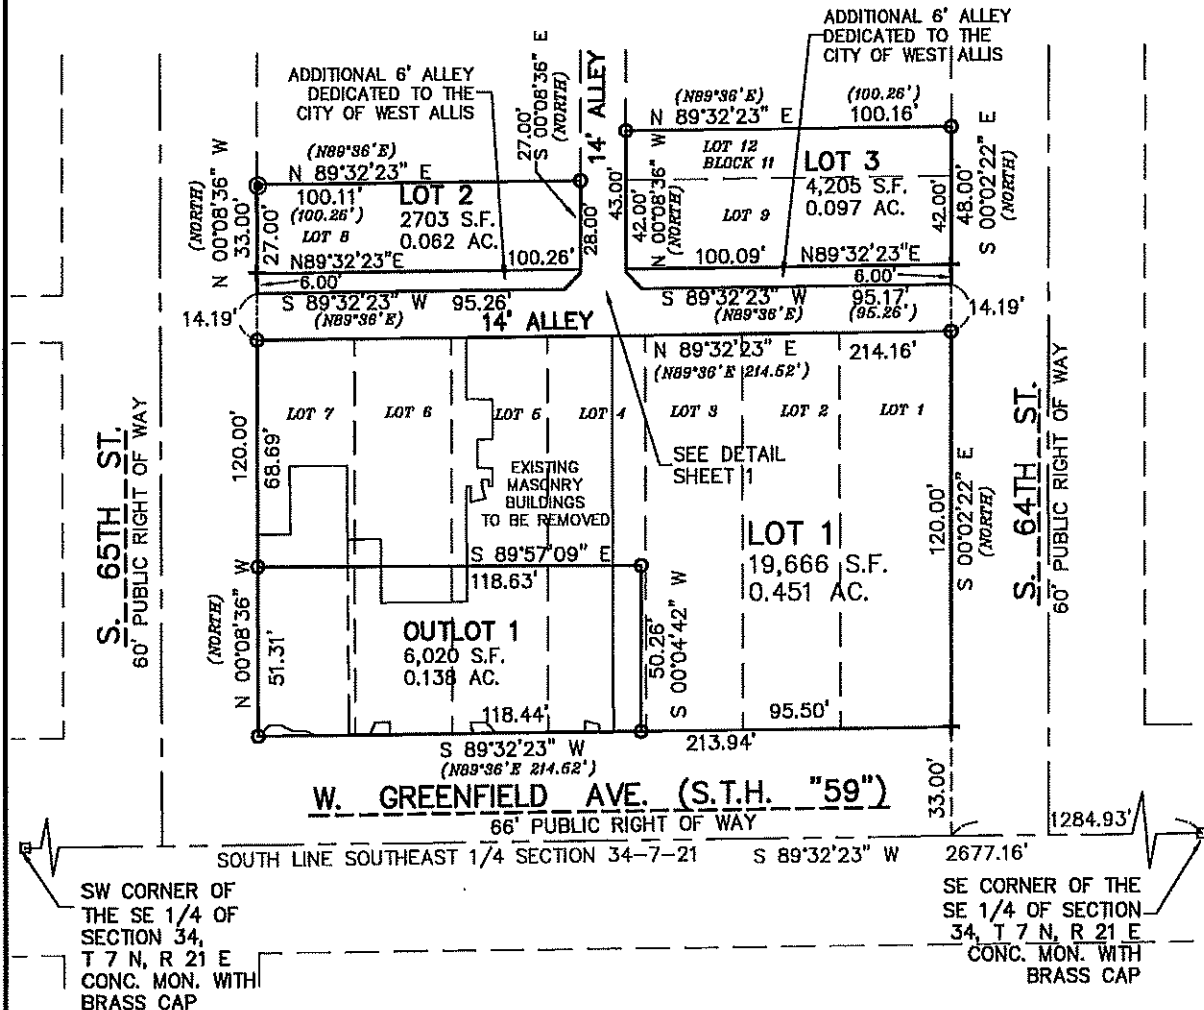 ADDITIONAL 6' ALLEY
DEDICATED TO THE
CITY OF WEST ALLIS
ADDITIONAL 6' ALLEY
DEDICATED TO THE
CITY OF WEST ALLIS
27.00'
S 00°08'36" E
(NORTH)
14' ALLEY
(N89°36'E)
N 89°32'23" E
100.11'
(100.26')
LOT 8
LOT 2
2703 S.F.
0.062 AC.
(NORTH)
N 00°08'36" W
33.00'
27.00'
28.00'
43.00'
42.00'
N 00°08'36" W
(NORTH)
(N89°36'E)
(100.26')
N 89°32'23" E
100.16'
LOT 12
BLOCK 11
LOT 3
4,205 S.F.
0.097 AC.
LOT 9
42.00'
48.00'
S 00°02'22" E
(NORTH)
N89°32'23"E
100.26'
6.00'
100.09'
N89°32'23"E
6.00'
S 89°32'23" W
95.26'
(N89°36'E)
14.19'
14' ALLEY
S 89°32'23" W
95.17'
(N89°36'E)
(95.26')
14.19'
N 89°32'23" E
214.16'
(N89°36'E 214.52')
LOT 7
LOT 6
LOT 5
LOT 4
LOT 3
LOT 2
LOT 1
SEE DETAIL
SHEET 1
EXISTING
MASONRY
BUILDINGS
TO BE REMOVED
S. 65TH ST.
60' PUBLIC RIGHT OF WAY
120.00'
68.69'
(NORTH)
N 00°08'36" W
51.31'
S 89°57'09" E
118.63'
OUTLOT 1
6,020 S.F.
0.138 AC.
50.26'
S 00°04'42" W
LOT 1
19,666 S.F.
0.451 AC.
120.00'
S 00°02'22" E
(NORTH)
S. 64TH ST.
60' PUBLIC RIGHT OF WAY
118.44'
95.50'
S 89°32'23" W
213.94'
(N89°36'E 214.52')
W. GREENFIELD AVE. (S.T.H. "59")
66' PUBLIC RIGHT OF WAY
33.00'
1284.93'
SOUTH LINE SOUTHEAST 1/4 SECTION 34-7-21 S 89°32'23" W 2677.16'
SW CORNER OF
THE SE 1/4 OF
SECTION 34,
T 7 N, R 21 E
CONC. MON. WITH
BRASS CAP
SE CORNER OF THE
SE 1/4 OF SECTION
34, T 7 N, R 21 E
CONC. MON. WITH
BRASS CAP